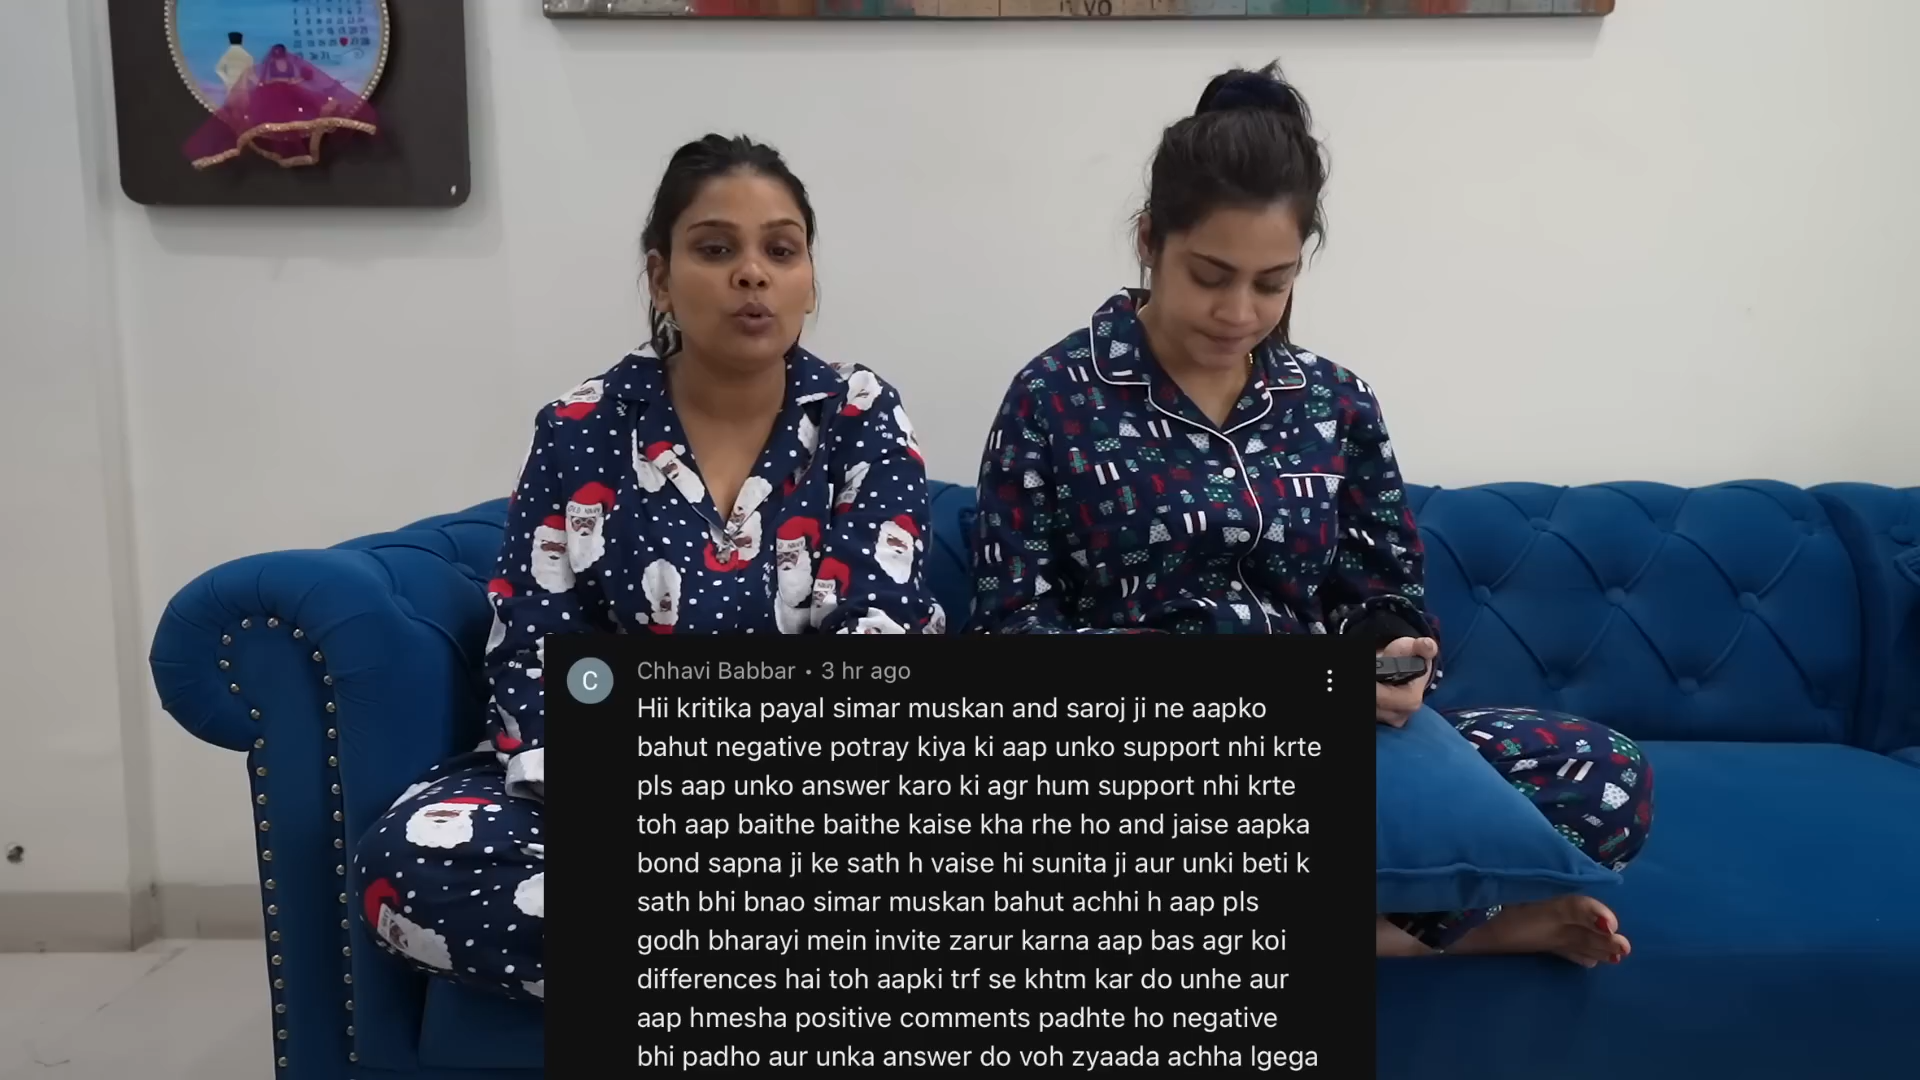 Chhavi Babbar • 3 hr ago
C
Hii kritika payal simar muskan and saroj ji ne aapko
bahut negative potray kiya ki aap unko support nhi krte
pls aap unko answer karo ki agr hum support nhi krte
toh aap baithe baithe kaise kha rhe ho and jaise aapka
bond sapna ji ke sath h vaise hi sunita ji aur unki beti k
sath bhi bnao simar muskan bahut achhi h aap pls
godh bharayi mein invite zarur karna aap bas agr koi
differences hai toh aapki trf se khtm kar do unhe aur
aap hmesha positive comments padhte ho negative
bhi padho aur unka answer do voh zyaada achha lgega